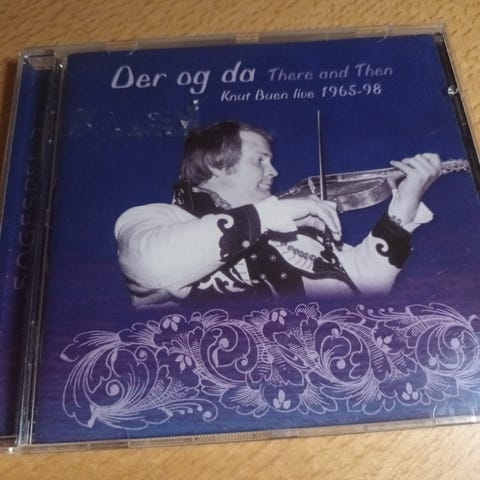 Der og da There and Then
Knut Buen live 1965-98